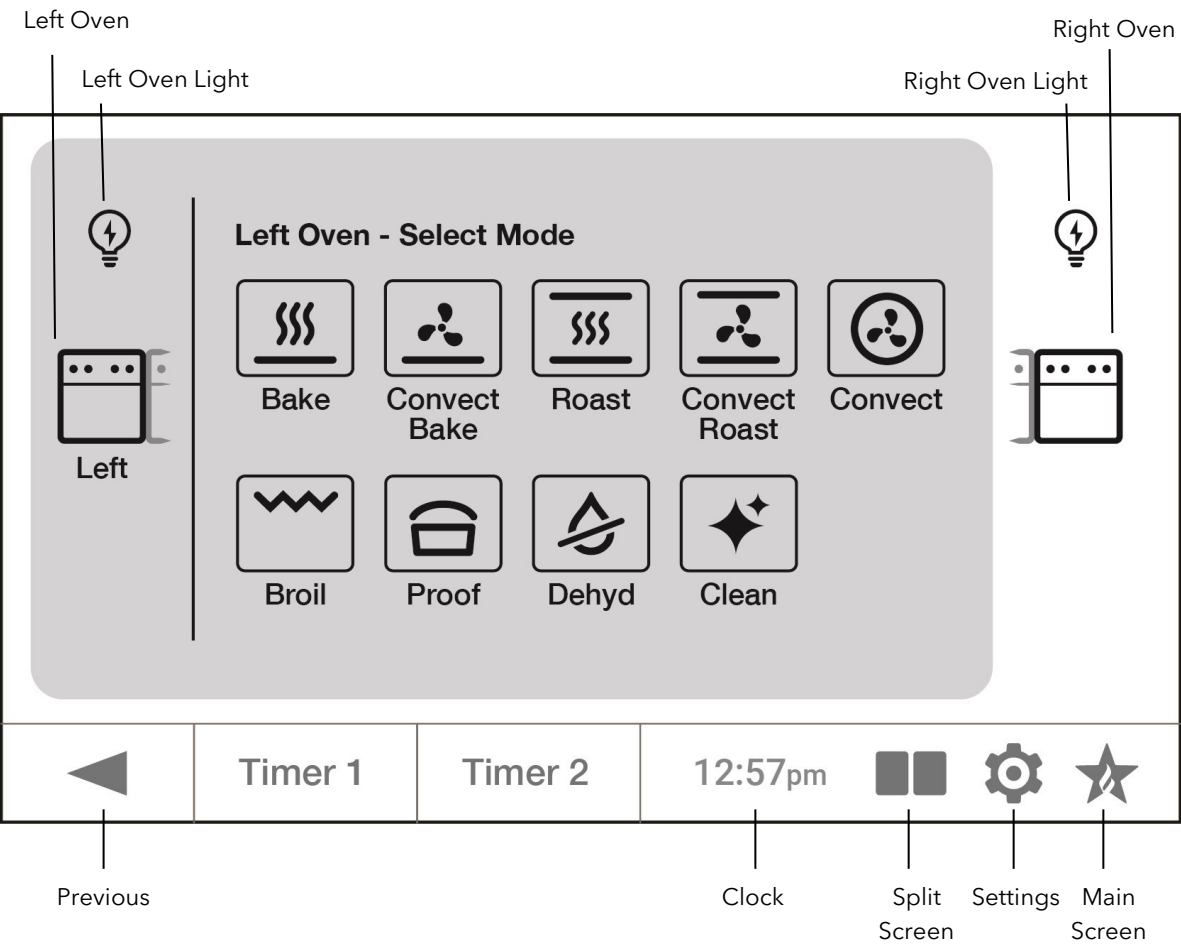 Left Oven
Right Oven
Left Oven Light
Right Oven Light
Left Oven - Select Mode
Bake
Convect
Bake
Roast
Convect
Roast
Convect
Left
Broil
Proof
Dehyd
Clean
Timer 1
Timer 2
12:57pm
Previous
Clock
Split
Screen
Settings
Main
Screen